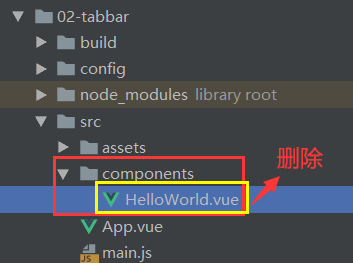 02-tabbar
build
config
node_modules library root
src
assets
components
删除
HelloWorld.vue
App.vue
main.js